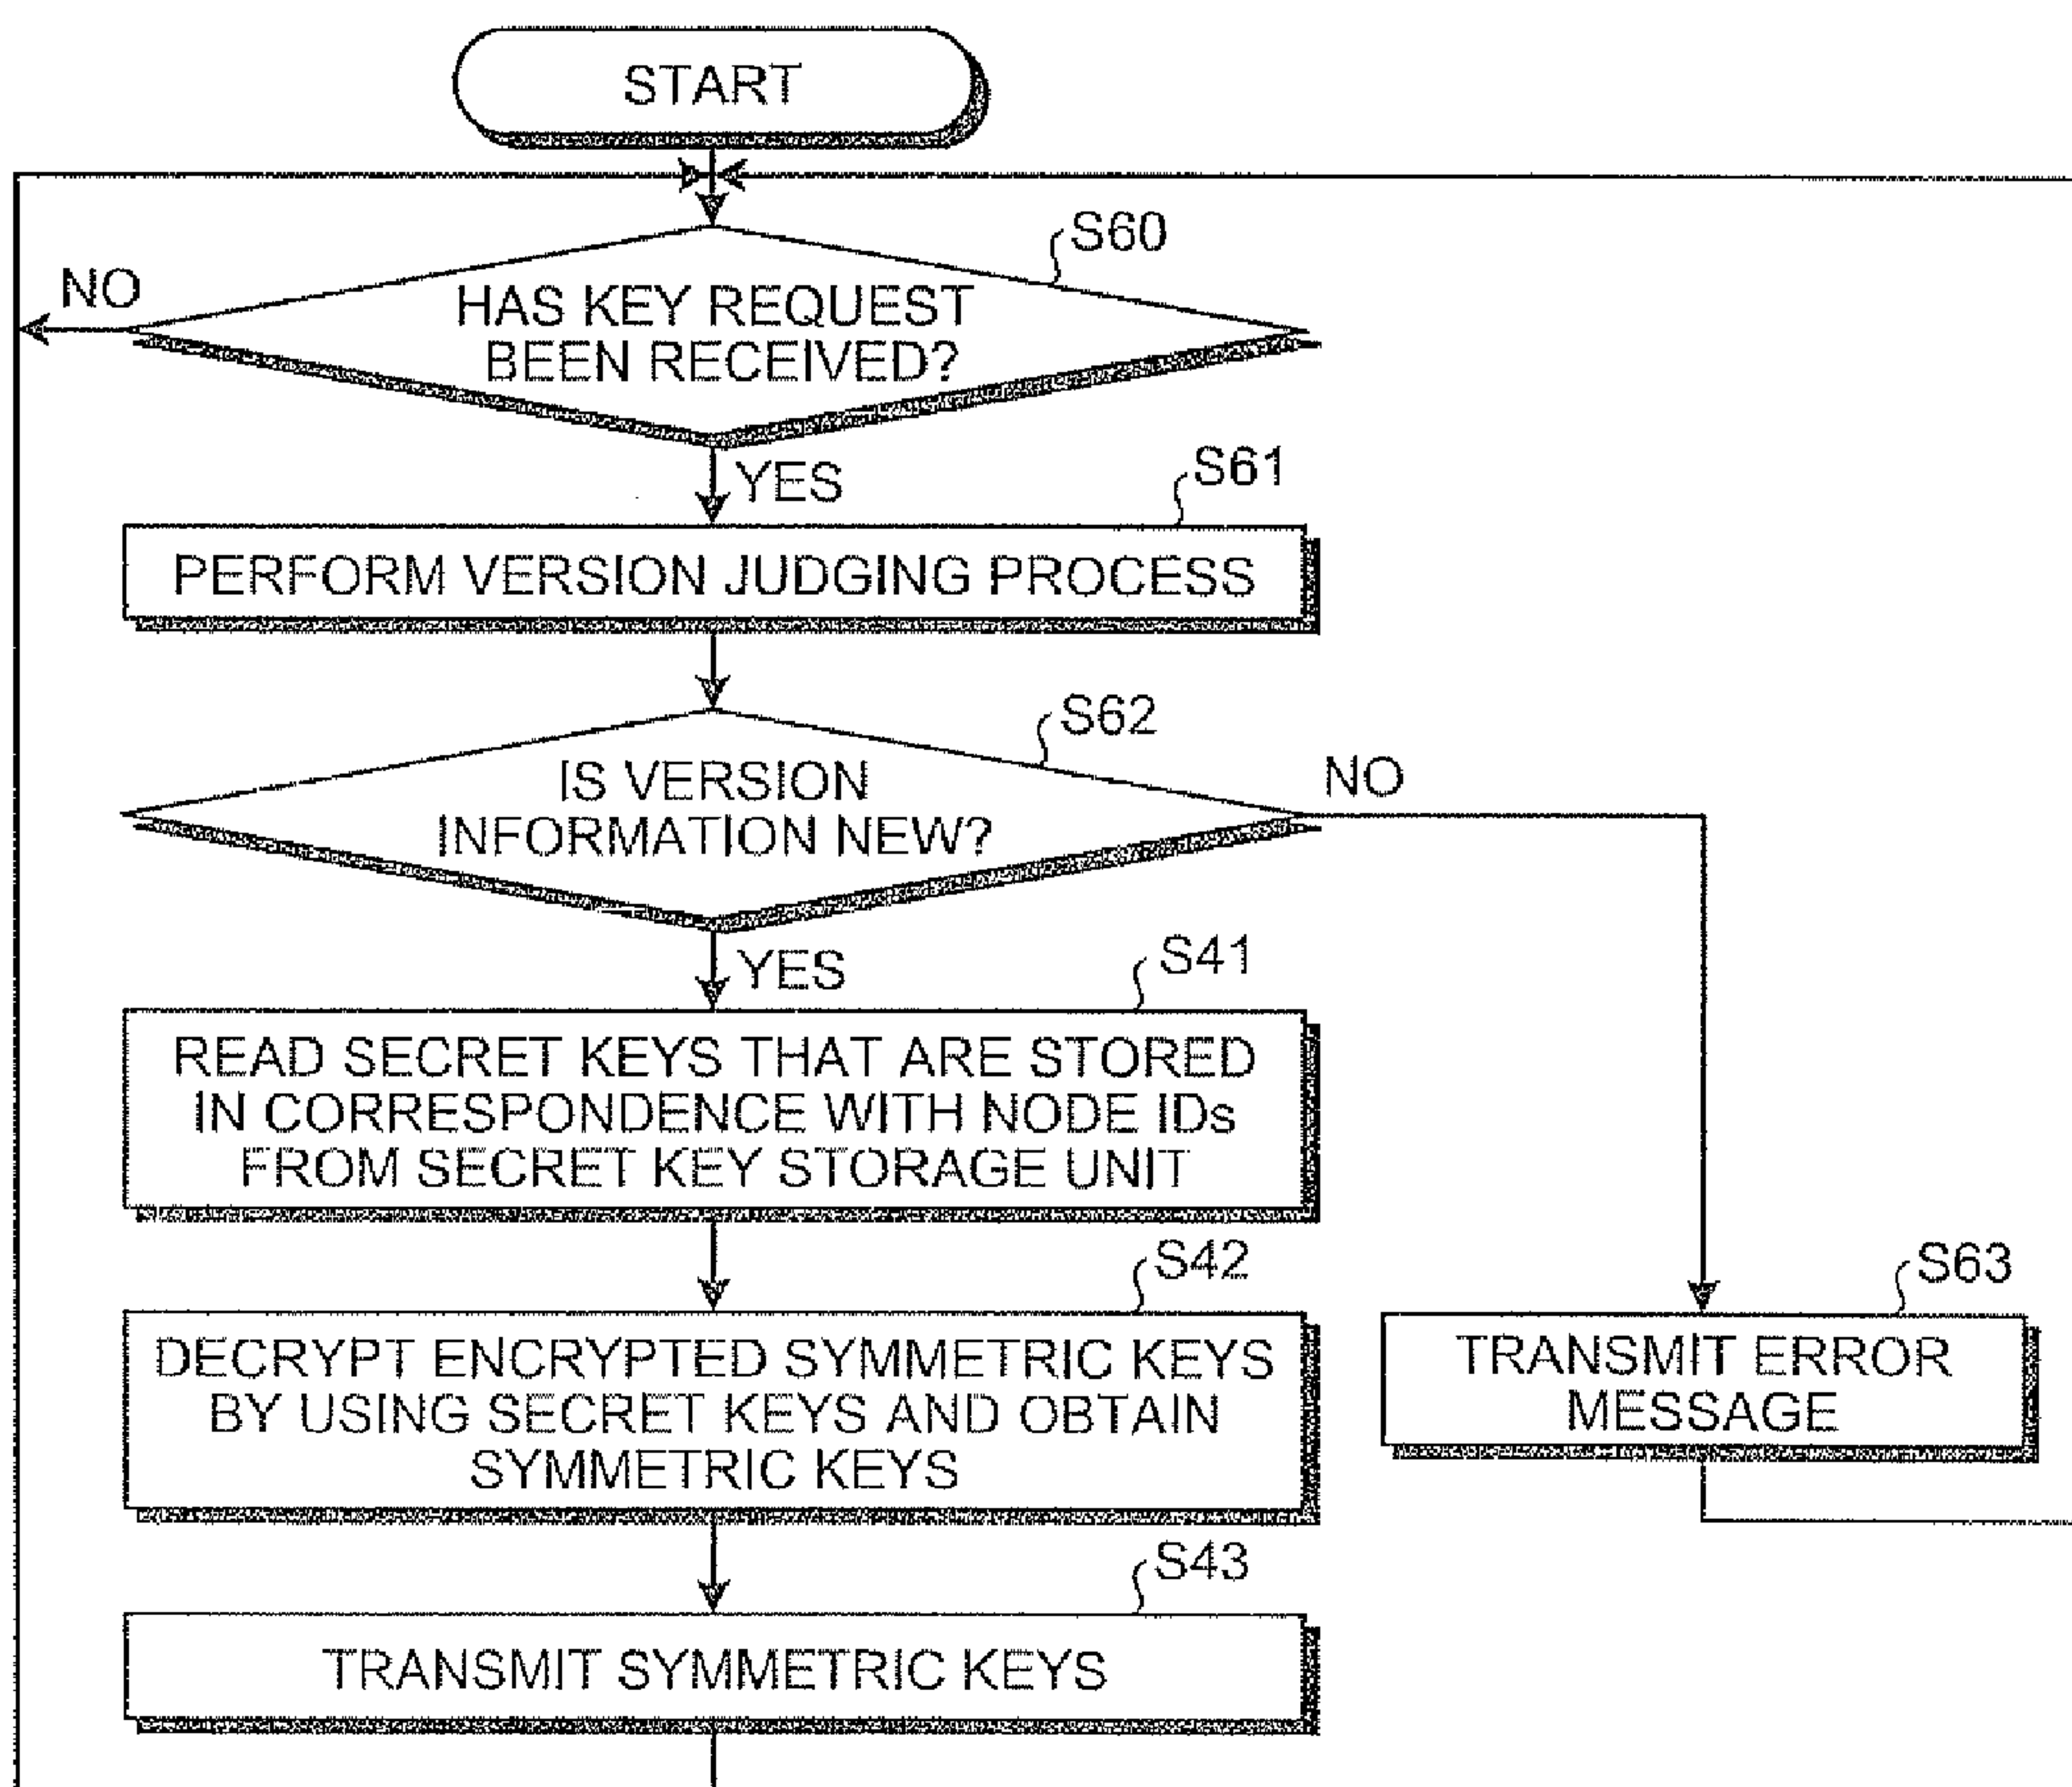 START
S60
NO
HAS KEY REQUEST
BEEN RECEIVED?
YES
S61
PERFORM VERSION JUDGING PROCESS
S62
IS VERSION
INFORMATION NEW?
NO
YES
S41
READ SECRET KEYS THAT ARE STORED
IN CORRESPONDENCE WITH NODE IDs
FROM SECRET KEY STORAGE UNIT
S42
DECRYPT ENCRYPTED SYMMETRIC KEYS
BY USING SECRET KEYS AND OBTAIN
SYMMETRIC KEYS
S63
TRANSMIT ERROR
MESSAGE
S43
TRANSMIT SYMMETRIC KEYS